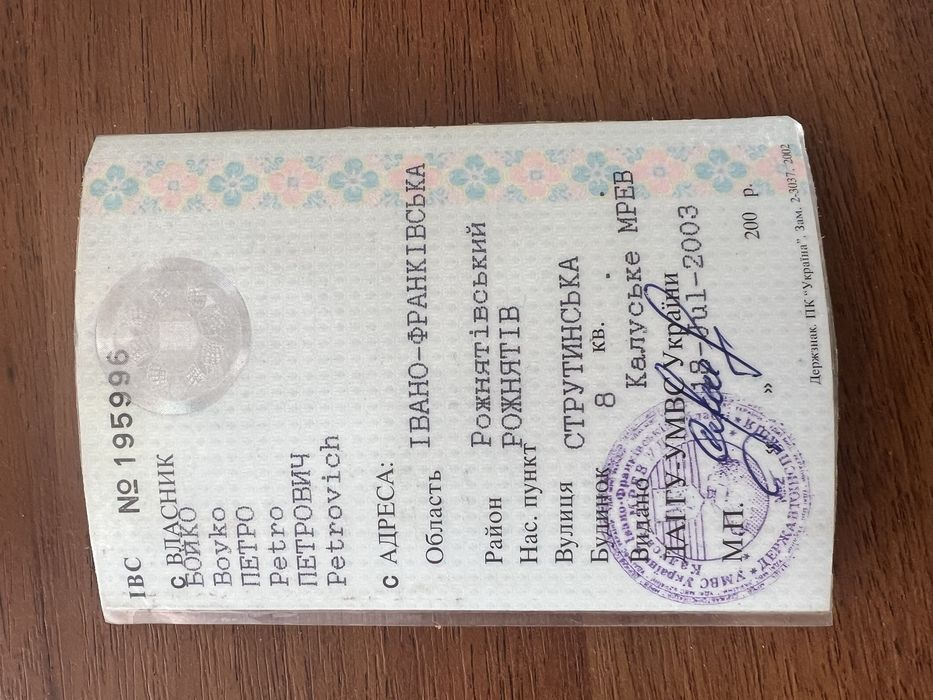 ІВС № 195996
С ВЛАСНИК
БОЙКО
Boyko
ПЕТРО
Petro
ПЕТРОВИЧ
Petrovich
С АДРЕСА:
Область ІВАНО-ФРАНКІВСЬКА
Район Рожнятівський
Нас. пункт РОЖНЯТІВ
Вулиця СТРУТИНСЬКА
Будинок 8 кв.
Видано Калуське МРЕВ
ДАІ ГУ-УМВС України
18-Jul-2003
М.П. « » 200 р.
Держзнак. ПК "Україна", Зам. 2-3037. 2002